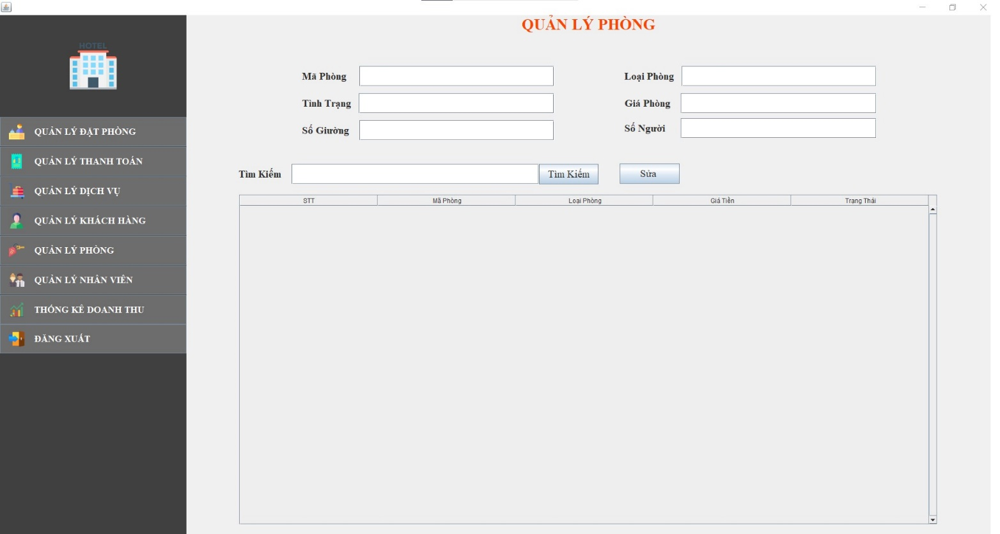 HOTEL
QUẢN LÝ ĐẶT PHÒNG
QUẢN LÝ THANH TOÁN
QUẢN LÝ DỊCH VỤ
QUẢN LÝ KHÁCH HÀNG
QUẢN LÝ PHÒNG
QUẢN LÝ NHÂN VIÊN
THỐNG KÊ DOANH THU
ĐĂNG XUẤT
QUẢN LÝ PHÒNG
Mã Phòng
Loại Phòng
Tình Trạng
Giá Phòng
Số Giường
Số Người
Tìm Kiếm Tìm Kiếm Sửa
STT Mã Phòng Loại Phòng Giá Tiền Trạng Thái